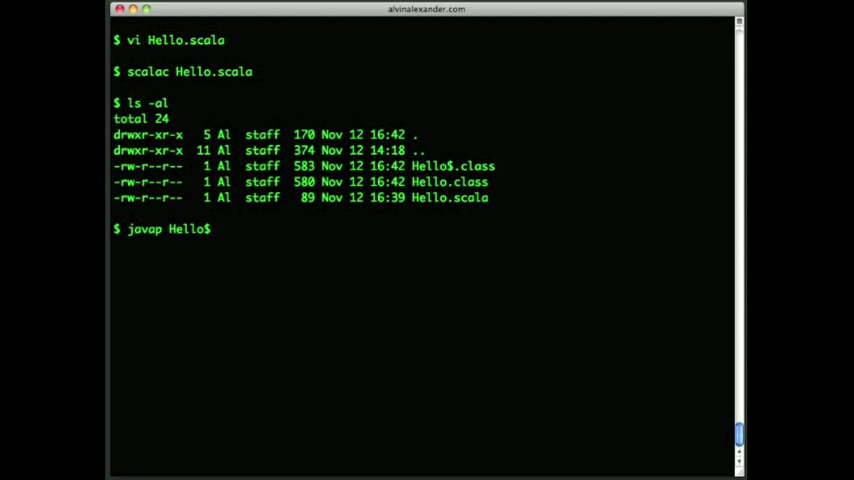 alvinalexander.com
$ vi Hello.scala
$ scalac Hello.scala
$ ls -al
total 24
drwxr-xr-x   5 Al  staff  170 Nov 12 16:42 .
drwxr-xr-x  11 Al  staff  374 Nov 12 14:18 ..
-rw-r--r--   1 Al  staff  583 Nov 12 16:42 Hello$.class
-rw-r--r--   1 Al  staff  580 Nov 12 16:42 Hello.class
-rw-r--r--   1 Al  staff   89 Nov 12 16:39 Hello.scala
$ javap Hello$